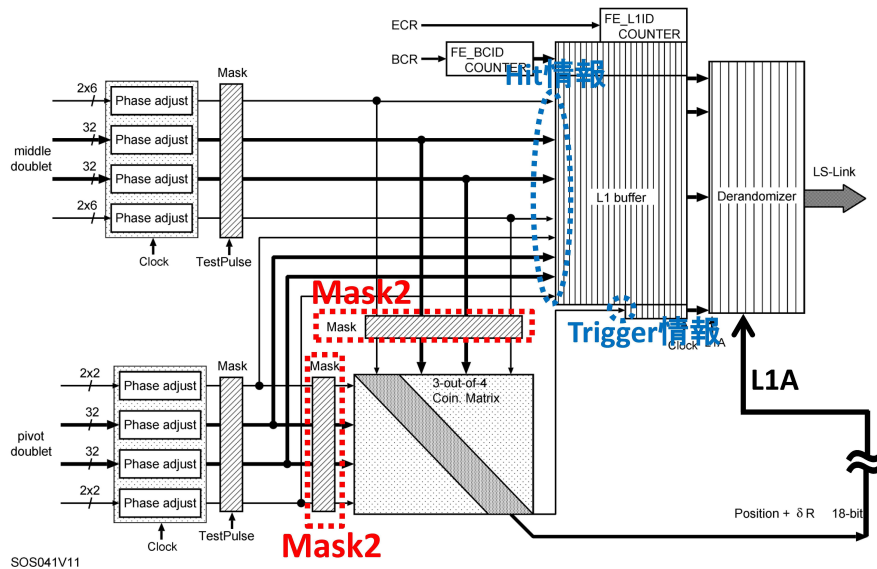 ECR
FE_L1ID
COUNTER
BCR
FE_BCID
COUNTER
Hit情報
Mask
2x6
Phase adjust
32
Phase adjust
middle
doublet
32
Phase adjust
2x6
Phase adjust
Clock
TestPulse
L1 buffer
Derandomizer
LS-Link
Mask2
Mask
Trigger情報
Clock
1A
L1A
Mask
Mask
2x2
Phase adjust
3-out-of-4
Coin. Matrix
32
Phase adjust
pivot
doublet
32
Phase adjust
2x2
Phase adjust
Clock
TestPulse
Mask2
Position + δR 18-bit
SOS041V11